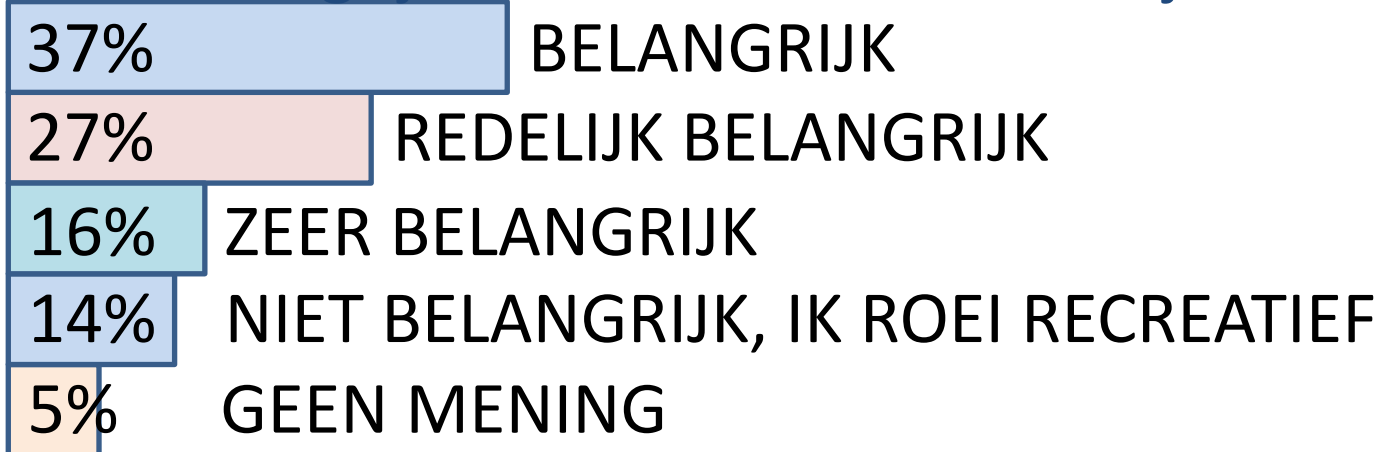 37% BELANGRIJK
27% REDELIJK BELANGRIJK
16% ZEER BELANGRIJK
14% NIET BELANGRIJK, IK ROEI RECREATIEF
5% GEEN MENING